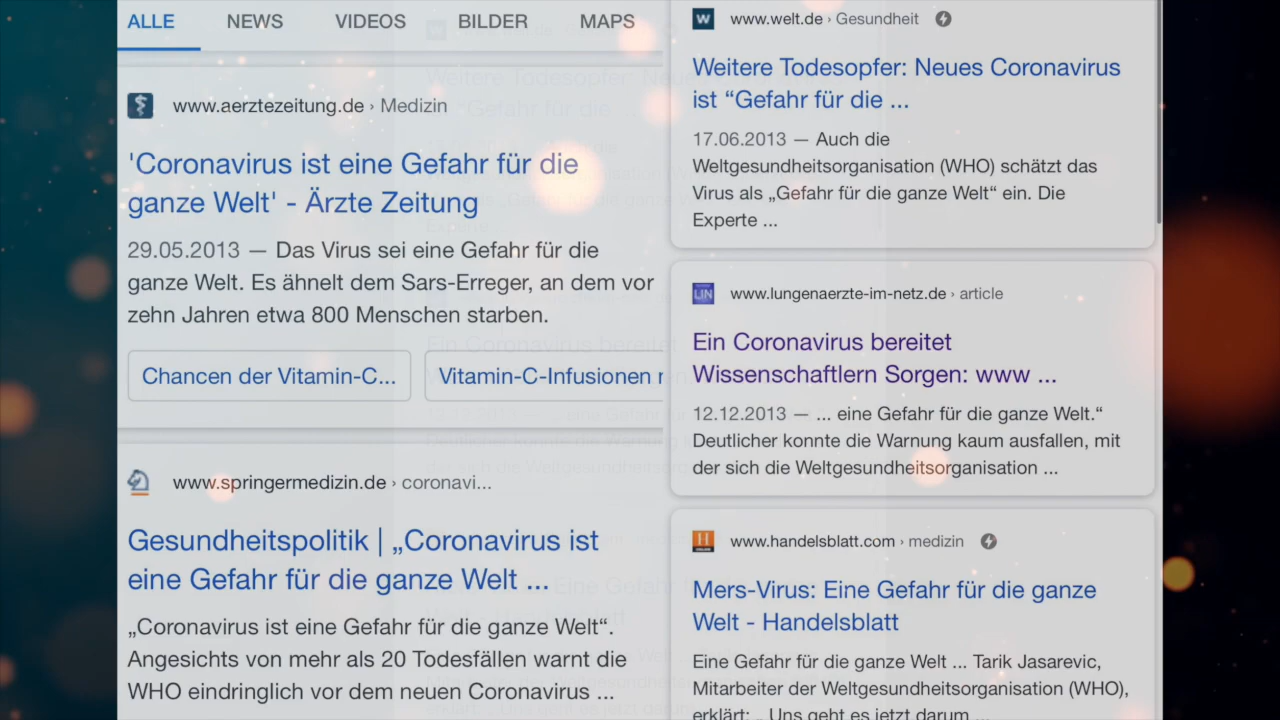 ALLE NEWS VIDEOS BILDER MAPS
www.aerztezeitung.de › Medizin
'Coronavirus ist eine Gefahr für die
ganze Welt' - Ärzte Zeitung
29.05.2013 — Das Virus sei eine Gefahr für die
ganze Welt. Es ähnelt dem Sars-Erreger, an dem vor
zehn Jahren etwa 800 Menschen starben.
Chancen der Vitamin-C...
Vitamin-C-Infusionen
www.springermedizin.de › coronavi...
Gesundheitspolitik | „Coronavirus ist
eine Gefahr für die ganze Welt ...
„Coronavirus ist eine Gefahr für die ganze Welt“.
Angesichts von mehr als 20 Todesfällen warnt die
WHO eindringlich vor dem neuen Coronavirus ...
W www.welt.de › Gesundheit
Weitere Todesopfer: Neues Coronavirus
ist “Gefahr für die ...
17.06.2013 — Auch die
Weltgesundheitsorganisation (WHO) schätzt das
Virus als „Gefahr für die ganze Welt“ ein. Die
Experte ...
LIN www.lungenaerzte-im-netz.de › article
Ein Coronavirus bereitet
Wissenschaftlern Sorgen: www ...
12.12.2013 — ... eine Gefahr für die ganze Welt.“
Deutlicher konnte die Warnung kaum ausfallen, mit
der sich die Weltgesundheitsorganisation ...
H www.handelsblatt.com › medizin
Mers-Virus: Eine Gefahr für die ganze
Welt - Handelsblatt
Eine Gefahr für die ganze Welt ... Tarik Jasarevic,
Mitarbeiter der Weltgesundheitsorganisation (WHO),
erklärt: „Uns geht es jetzt darum ...